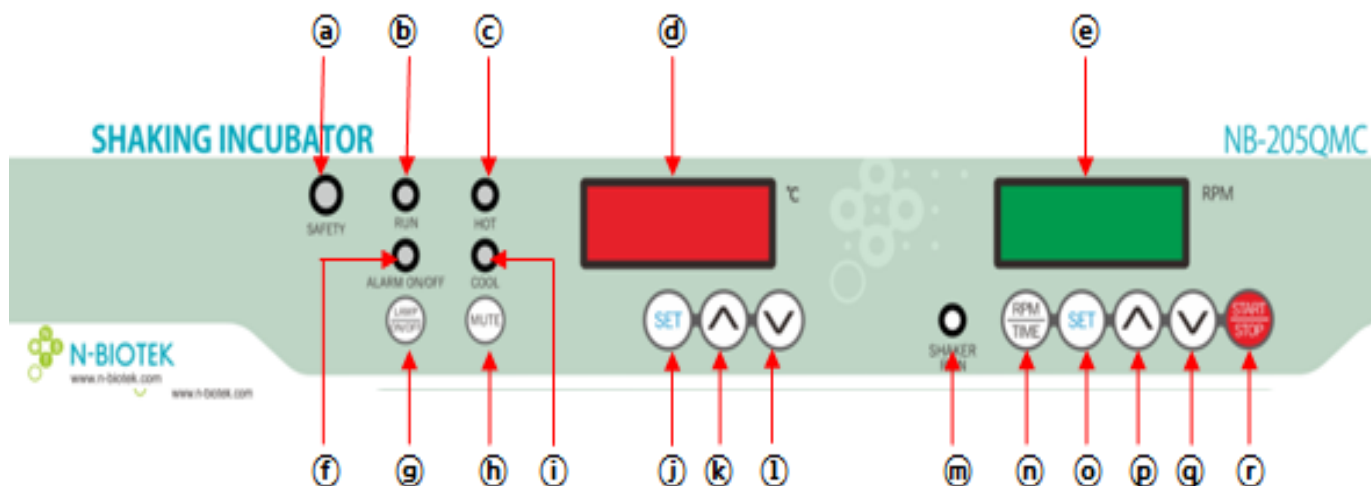 ⓐ ⓑ ⓒ ⓓ ⓔ
SHAKING INCUBATOR
NB-205QMC
SAFETY
RUN
HOT
℃
RPM
ALARM ON/OFF
COOL
LAMP
ON/OFF
MUTE
SET
SHAKER
RUN
RPM
TIME
SET
START
STOP
N-BIOTEK
www.n-biotek.com
www.n-biotek.com
ⓕ ⓖ ⓗ ⓘ ⓙ ⓚ ⓛ ⓜ ⓝ ⓞ ⓟ ⓠ ⓡ